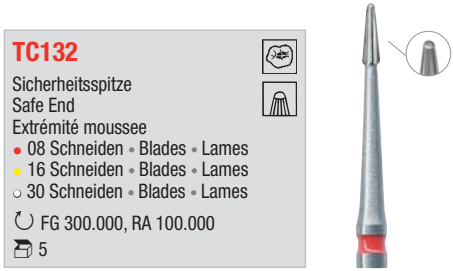 TC132
Sicherheitsspitze
Safe End
Extrémité moussee
• 08 Schneiden • Blades • Lames
• 16 Schneiden • Blades • Lames
○ 30 Schneiden • Blades • Lames
FG 300.000, RA 100.000
5